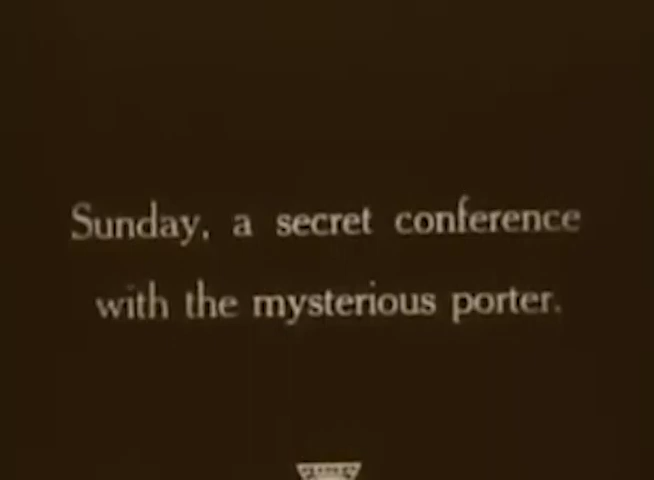 Sunday, a secret conference
with the mysterious porter.